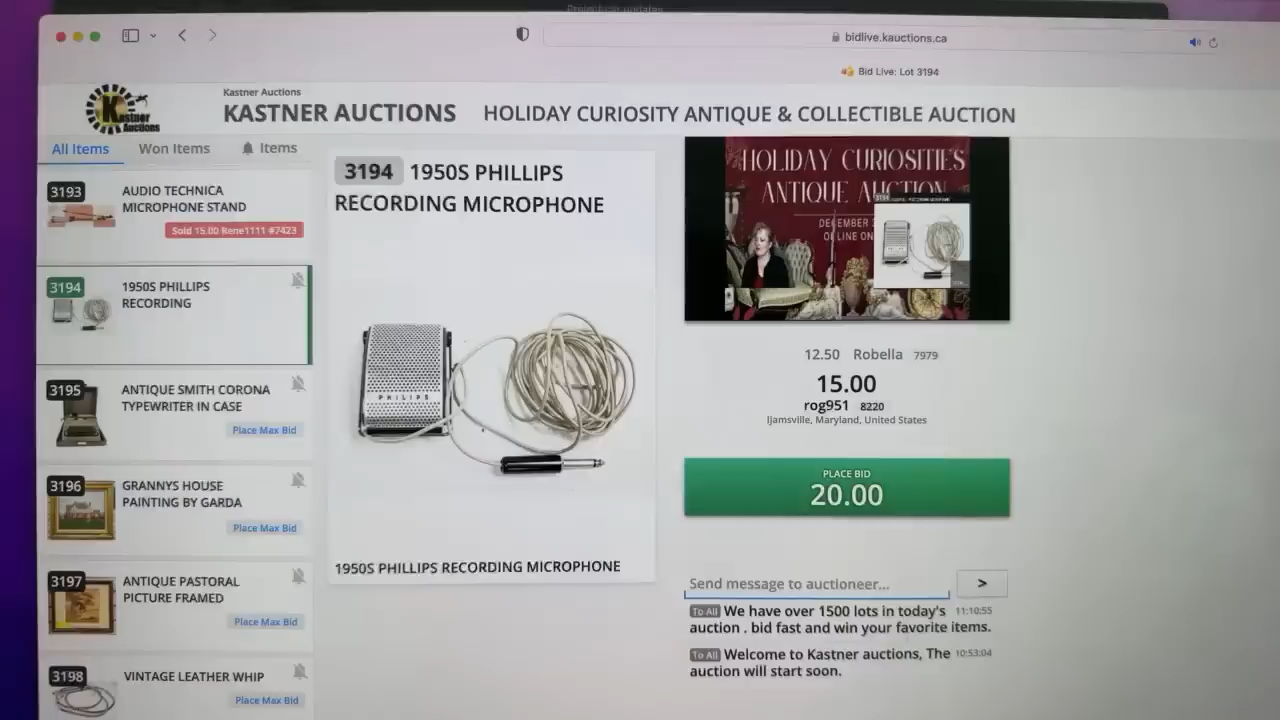 bidlive.kauctions.ca
Bid Live: Lot 3194
Kastner
Auctions
Kastner Auctions
KASTNER AUCTIONS
HOLIDAY CURIOSITY ANTIQUE & COLLECTIBLE AUCTION
All Items
Won Items
Items
3193
AUDIO TECHNICA
MICROPHONE STAND
Sold 15.00 Rene1111 #7423
3194
1950S PHILLIPS
RECORDING
3195
ANTIQUE SMITH CORONA
TYPEWRITER IN CASE
Place Max Bid
3196
GRANNYS HOUSE
PAINTING BY GARDA
Place Max Bid
3197
ANTIQUE PASTORAL
PICTURE FRAMED
Place Max Bid
3198
VINTAGE LEATHER WHIP
Place Max Bid
3194 1950S PHILLIPS
RECORDING MICROPHONE
PHILIPS
1950S PHILLIPS RECORDING MICROPHONE
HOLIDAY CURIOSITIES
ANTIQUE AUCTION
12.50 Robella 7979
15.00
rog951 8220
Ijamsville, Maryland, United States
PLACE BID
20.00
Send message to auctioneer...
>
To All We have over 1500 lots in today's 11:10:55
auction . bid fast and win your favorite items.
To All Welcome to Kastner auctions, The 10:53:04
auction will start soon.